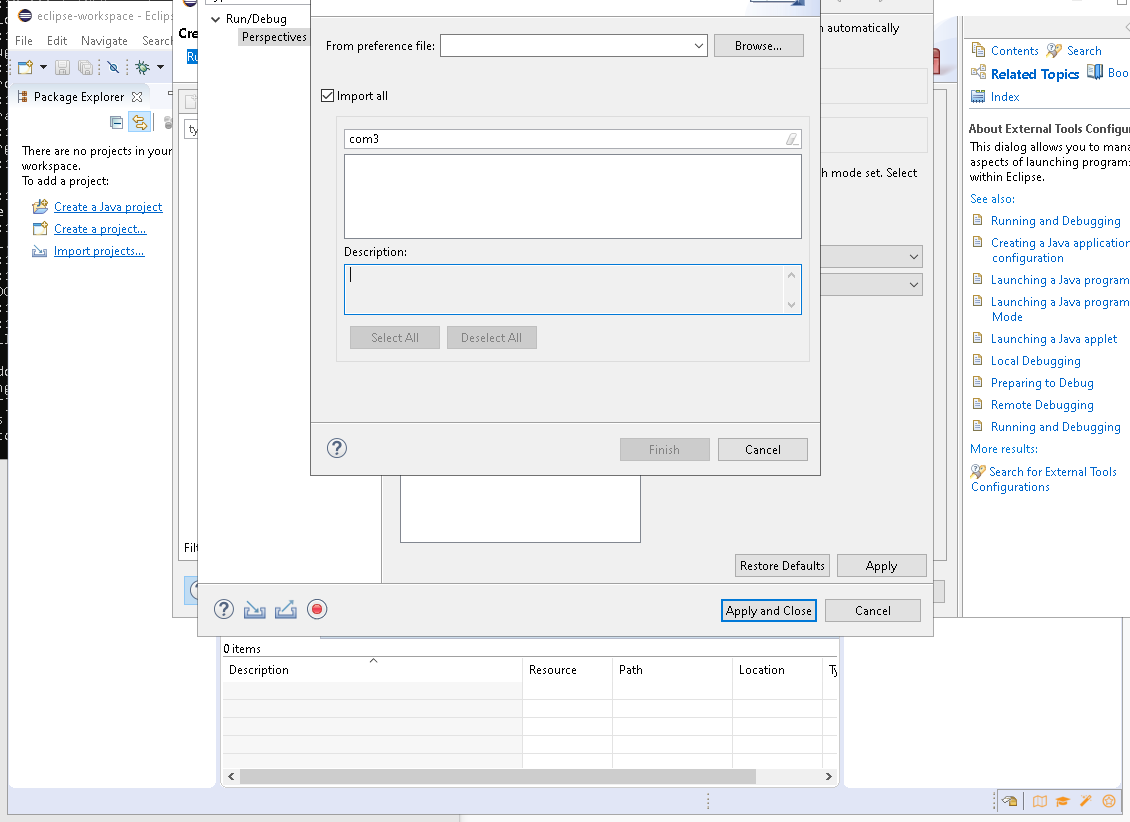 eclipse-workspace - Eclips
File Edit Navigate Search
Package Explorer
There are no projects in your
workspace.
To add a project:
Create a Java project
Create a project...
Import projects...
Cre
Ru
ty
Filt
Run/Debug
Perspectives
From preference file:
Browse...
Import all
com3
Description:
Select All
Deselect All
Finish
Cancel
automatically
h mode set. Select
Restore Defaults
Apply
Apply and Close
Cancel
Contents
Search
Related Topics
Boo
Index
About External Tools Configu
This dialog allows you to mana
aspects of launching programs
within Eclipse.
See also:
Running and Debugging
Creating a Java application
configuration
Launching a Java program
Launching a Java program
Mode
Launching a Java applet
Local Debugging
Preparing to Debug
Remote Debugging
Running and Debugging
More results:
Search for External Tools
Configurations
0 items
Description Resource Path Location Ty